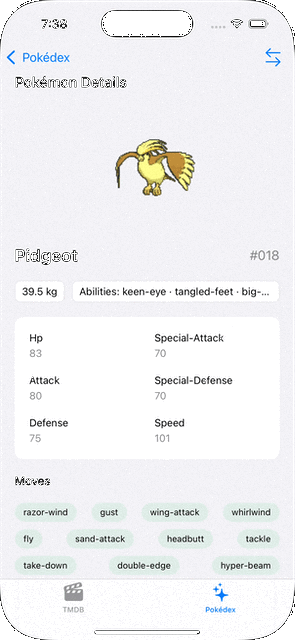 7:36
Pokédex
Pokémon Details
Pidgeot
#018
39.5 kg
Abilities: keen-eye · tangled-feet · big-...
Hp
83
Special-Attack
70
Attack
80
Special-Defense
70
Defense
75
Speed
101
Moves
razor-wind gust wing-attack whirlwind
fly sand-attack headbutt tackle
take-down double-edge hyper-beam
TMDB
Pokédex